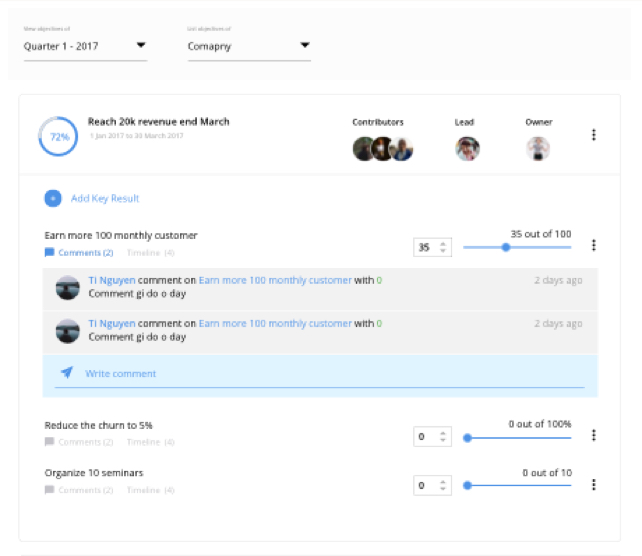 View objectives of
List objectives of
Quarter 1 - 2017
Comapny
72%
Reach 20k revenue end March
1 Jan 2017 to 30 March 2017
Contributors
Lead
Owner
Add Key Result
Earn more 100 monthly customer
35
35 out of 100
Comments (2)
Timeline (4)
Ti Nguyen comment on Earn more 100 monthly customer with 0
2 days ago
Comment gi do o day
Ti Nguyen comment on Earn more 100 monthly customer with 0
2 days ago
Comment gi do o day
Write comment
Reduce the churn to 5%
0
0 out of 100%
Comments (2)
Timeline (4)
Organize 10 seminars
0
0 out of 10
Comments (2)
Timeline (4)